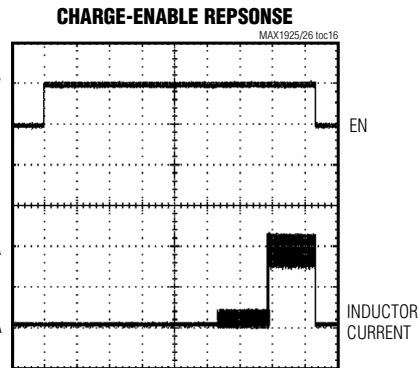 CHARGE-ENABLE REPSONSE
MAX1925/26 toc16
EN
INDUCTOR
CURRENT